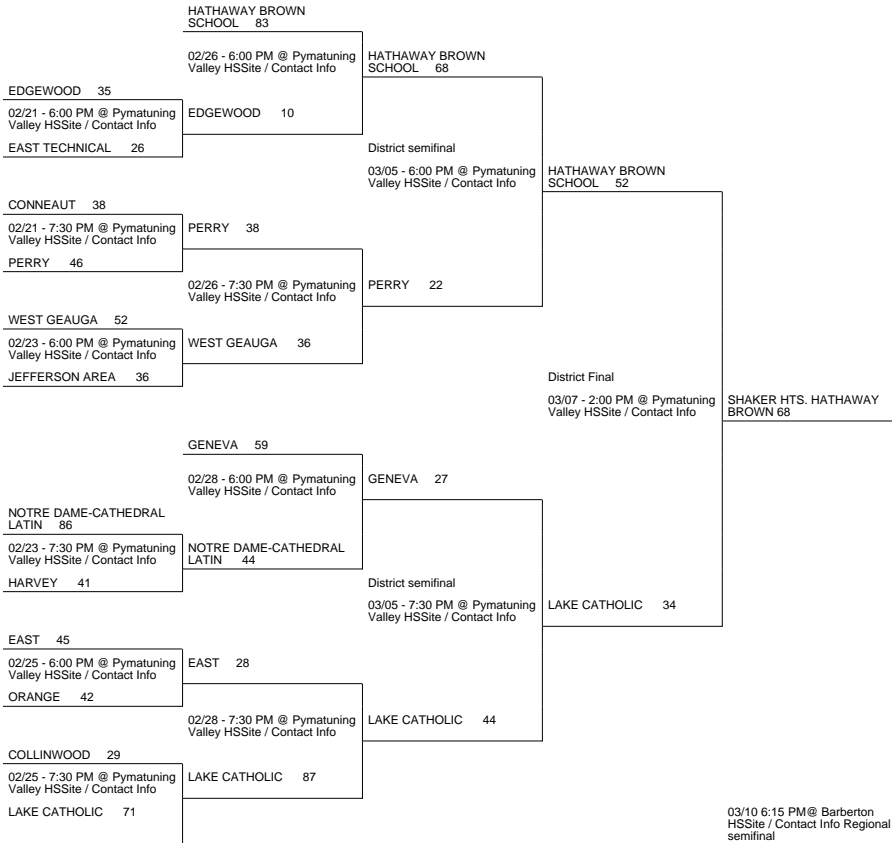 HATHAWAY BROWN
SCHOOL 83
02/26 - 6:00 PM @ Pymatuning
Valley HSSite / Contact Info
HATHAWAY BROWN
SCHOOL 68
EDGEWOOD 35
02/21 - 6:00 PM @ Pymatuning
Valley HSSite / Contact Info
EDGEWOOD 10
EAST TECHNICAL 26
District semifinal
03/05 - 6:00 PM @ Pymatuning
Valley HSSite / Contact Info
HATHAWAY BROWN
SCHOOL 52
CONNEAUT 38
02/21 - 7:30 PM @ Pymatuning
Valley HSSite / Contact Info
PERRY 38
PERRY 46
02/26 - 7:30 PM @ Pymatuning
Valley HSSite / Contact Info
PERRY 22
WEST GEAUGA 52
02/23 - 6:00 PM @ Pymatuning
Valley HSSite / Contact Info
WEST GEAUGA 36
JEFFERSON AREA 36
District Final
03/07 - 2:00 PM @ Pymatuning
Valley HSSite / Contact Info
SHAKER HTS. HATHAWAY
BROWN 68
GENEVA 59
02/28 - 6:00 PM @ Pymatuning
Valley HSSite / Contact Info
GENEVA 27
NOTRE DAME-CATHEDRAL
LATIN 86
02/23 - 7:30 PM @ Pymatuning
Valley HSSite / Contact Info
NOTRE DAME-CATHEDRAL
LATIN 44
HARVEY 41
District semifinal
03/05 - 7:30 PM @ Pymatuning
Valley HSSite / Contact Info
LAKE CATHOLIC 34
EAST 45
02/25 - 6:00 PM @ Pymatuning
Valley HSSite / Contact Info
EAST 28
ORANGE 42
02/28 - 7:30 PM @ Pymatuning
Valley HSSite / Contact Info
LAKE CATHOLIC 44
COLLINWOOD 29
02/25 - 7:30 PM @ Pymatuning
Valley HSSite / Contact Info
LAKE CATHOLIC 87
LAKE CATHOLIC 71
03/10 6:15 PM@ Barberton
HSSite / Contact Info Regional
semifinal